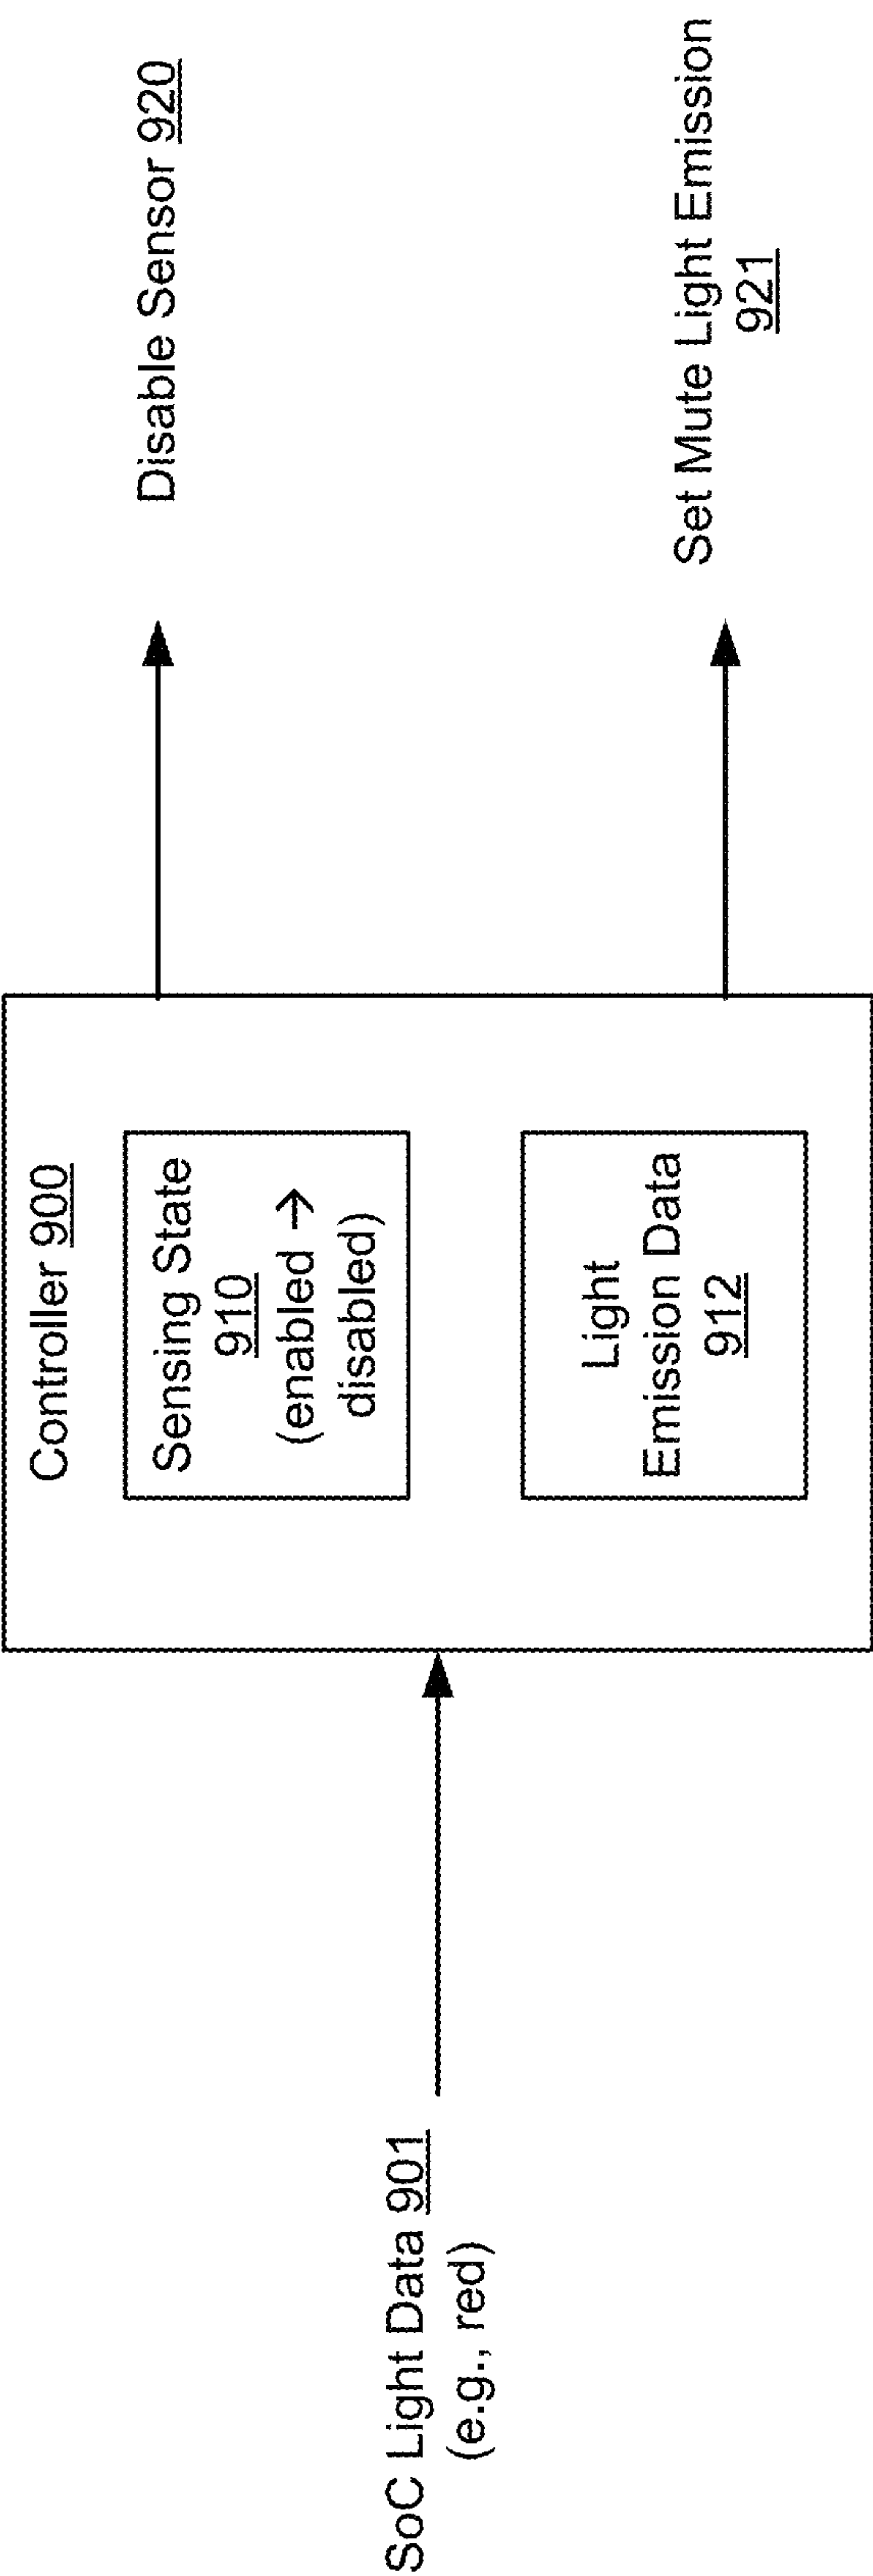 SoC Light Data 901
(e.g., red)
Controller 900
Sensing State
910
(enabled →
disabled)
Light
Emission Data
912
Disable Sensor 920
Set Mute Light Emission
921